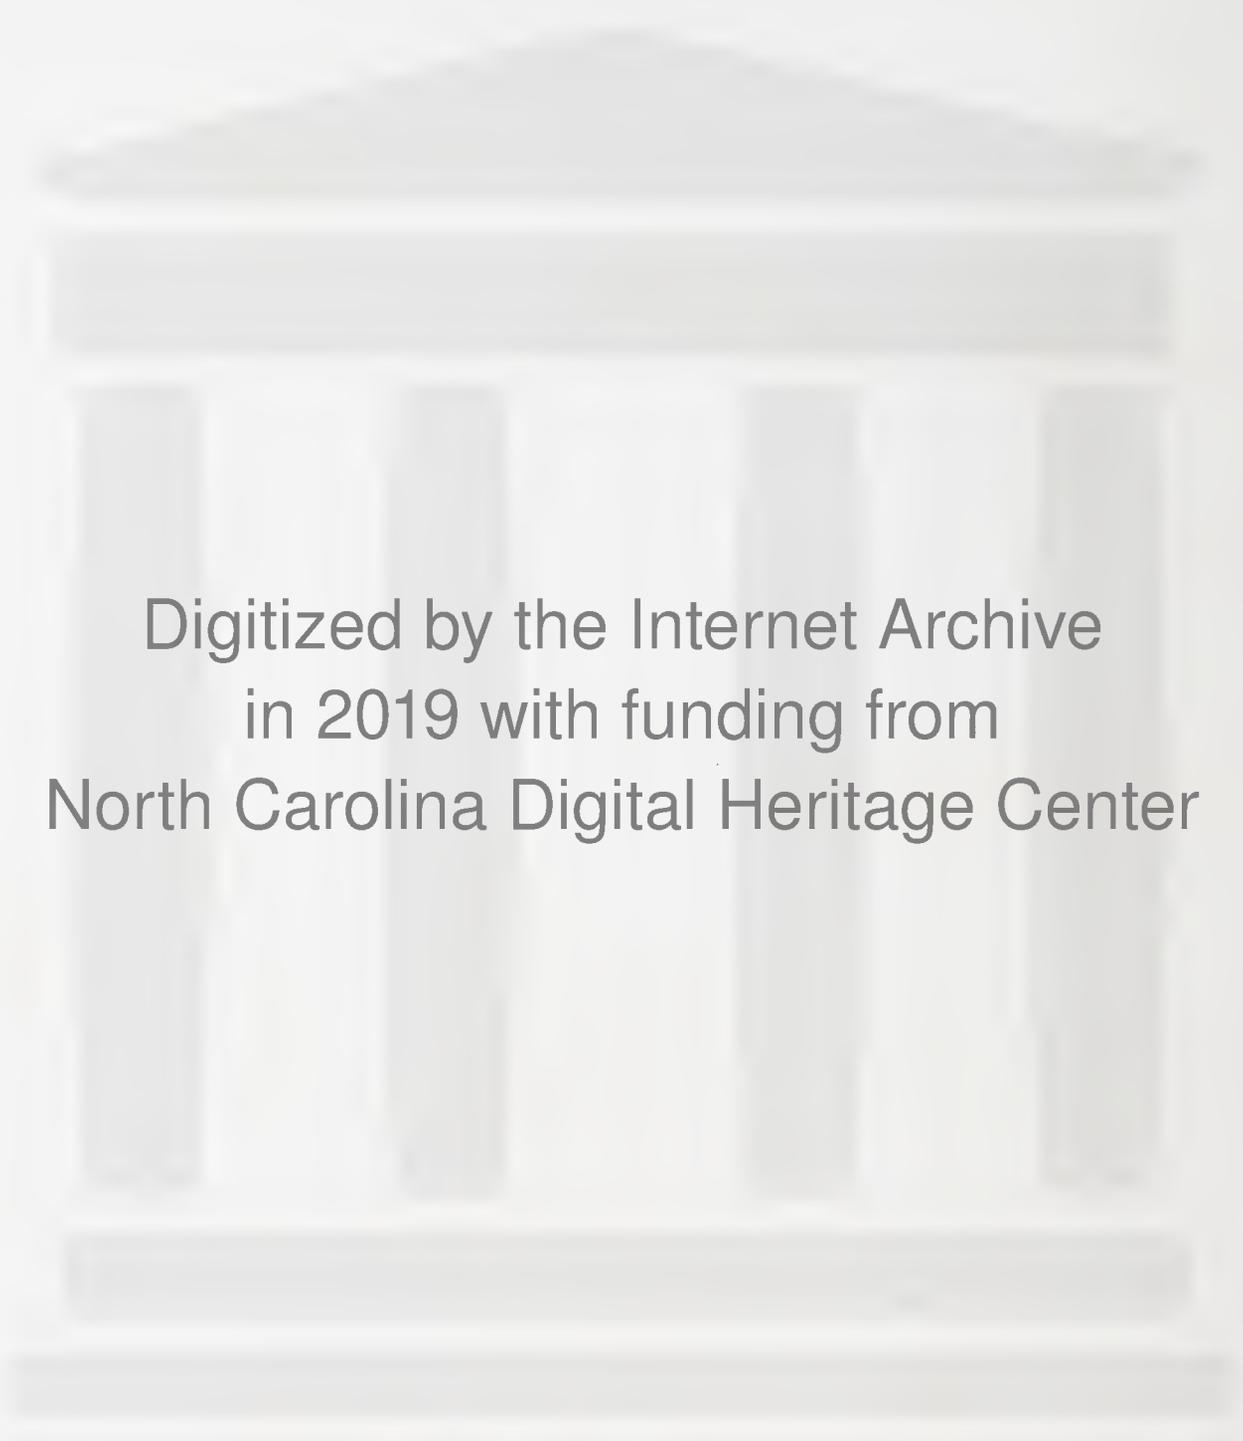 Digitized by the Internet Archive
in 2019 with funding from
North Carolina Digital Heritage Center